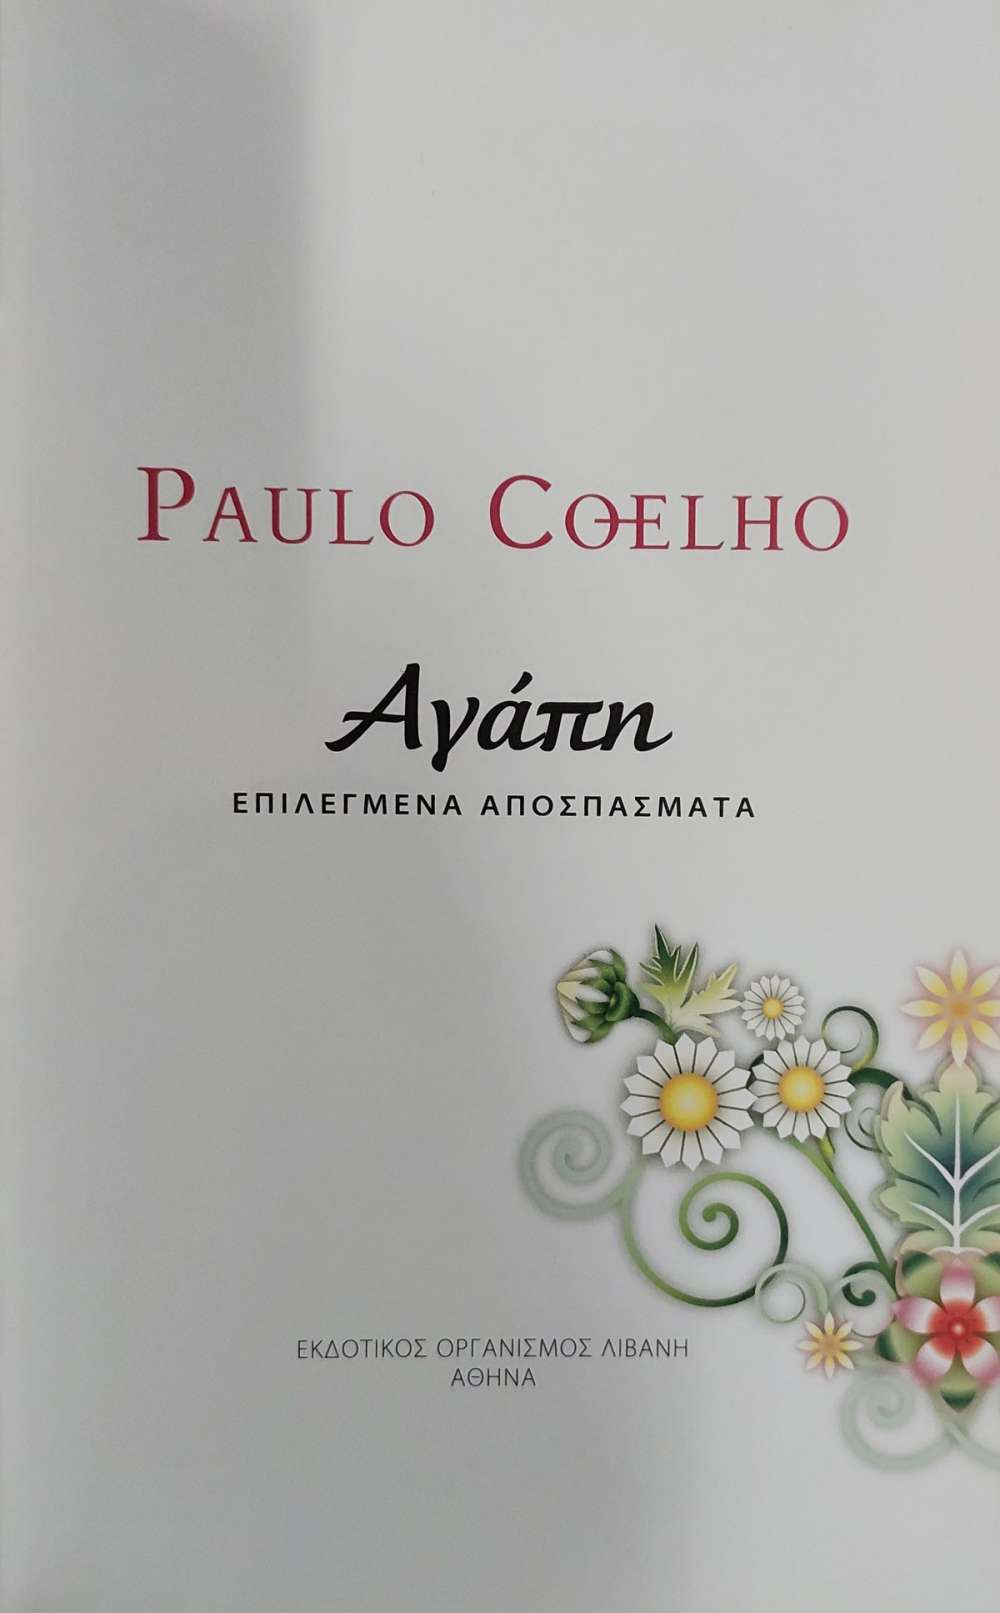 PAULO COELHO
Αγάπη
ΕΠΙΛΕΓΜΕΝΑ ΑΠΟΣΠΑΣΜΑΤΑ
ΕΚΔΟΤΙΚΟΣ ΟΡΓΑΝΙΣΜΟΣ ΛΙΒΑΝΗ
ΑΘΗΝΑ